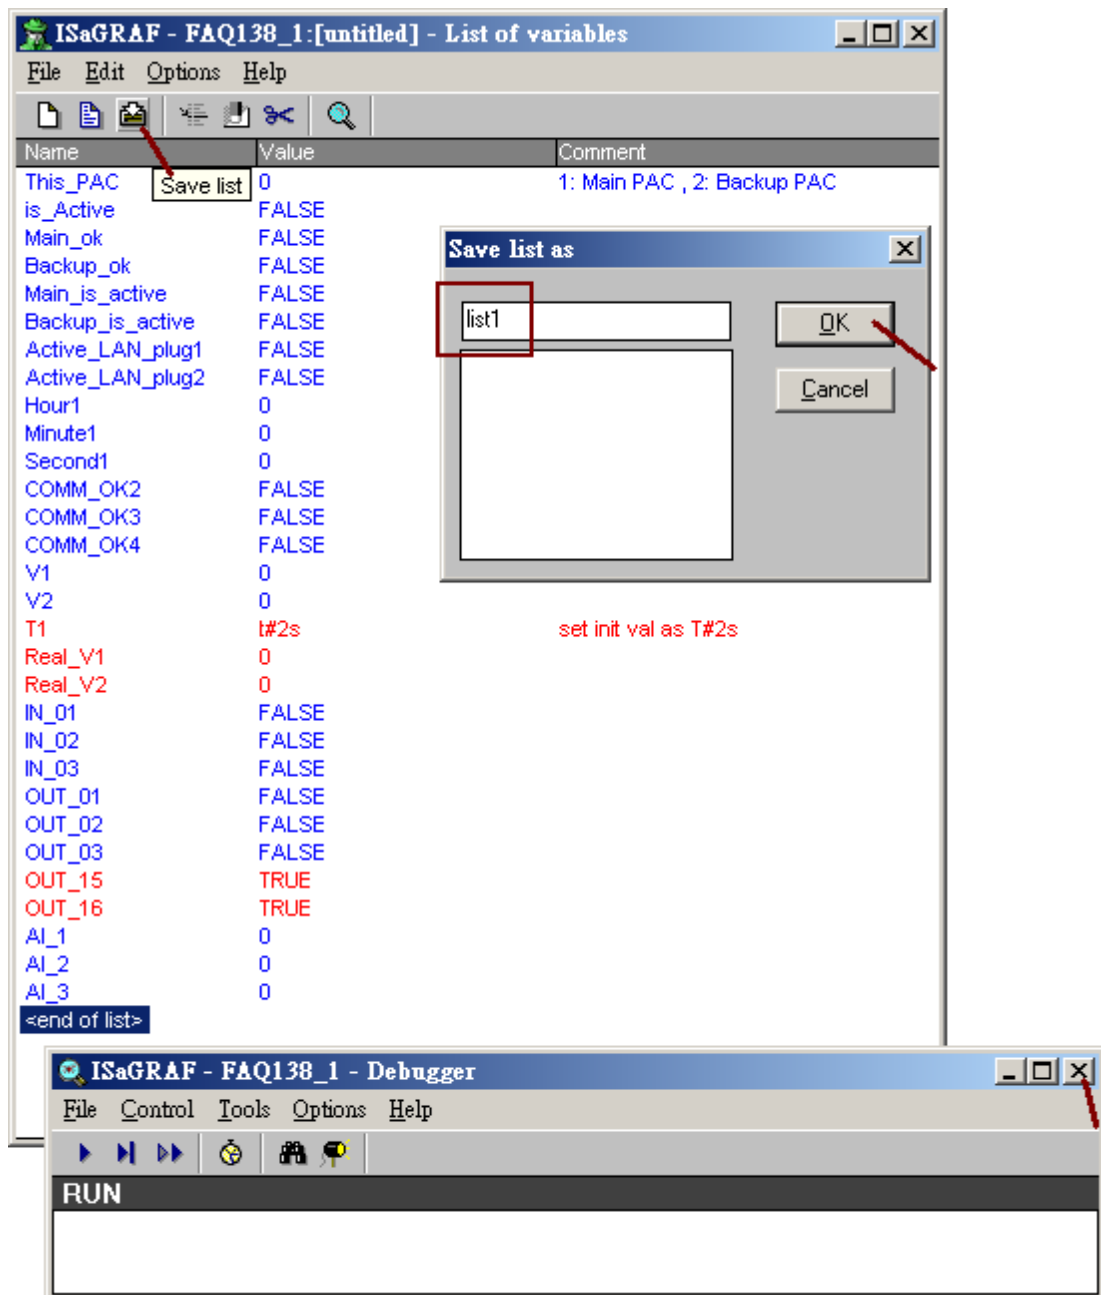 ISaGRAF - FAQ138_1:[untitled] - List of variables
File Edit Options Help
Name Value Comment
This_PAC 0 1: Main PAC , 2: Backup PAC
Save list
is_Active FALSE
Main_ok FALSE
Backup_ok FALSE
Main_is_active FALSE
Backup_is_active FALSE
Active_LAN_plug1 FALSE
Active_LAN_plug2 FALSE
Hour1 0
Minute1 0
Second1 0
COMM_OK2 FALSE
COMM_OK3 FALSE
COMM_OK4 FALSE
V1 0
V2 0
T1 t#2s set init val as T#2s
Real_V1 0
Real_V2 0
IN_01 FALSE
IN_02 FALSE
IN_03 FALSE
OUT_01 FALSE
OUT_02 FALSE
OUT_03 FALSE
OUT_15 TRUE
OUT_16 TRUE
AI_1 0
AI_2 0
AI_3 0
<end of list>
Save list as
list1
OK
Cancel
ISaGRAF - FAQ138_1 - Debugger
File Control Tools Options Help
RUN